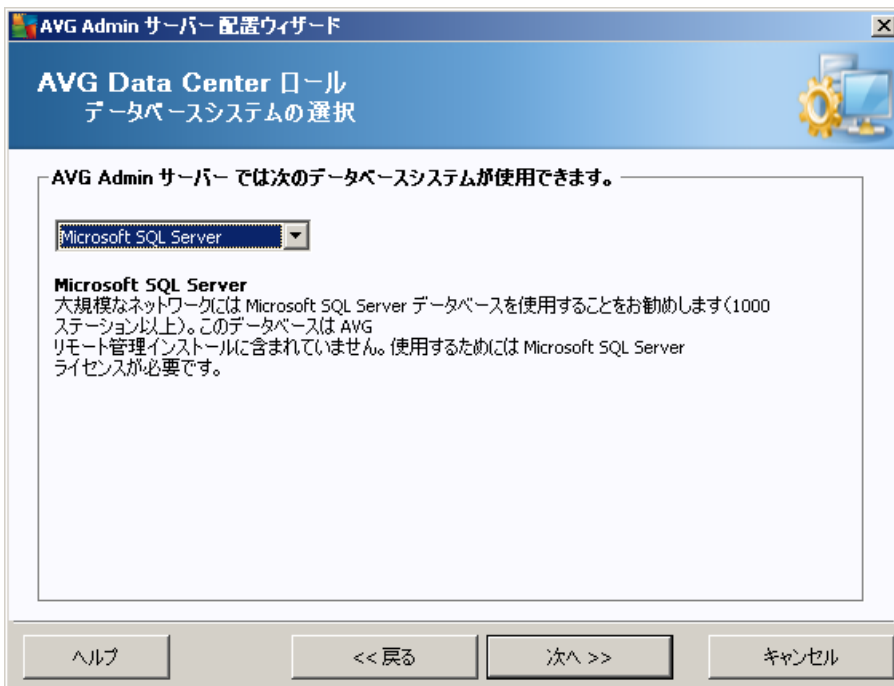 AVG Admin サーバー 配置ウィザード
AVG Data Center ロール
データベースシステムの選択
AVG Admin サーバー では次のデータベースシステムが使用できます。
Microsoft SQL Server
Microsoft SQL Server
大規模なネットワークには Microsoft SQL Server データベースを使用することをお勧めします(1000
ステーション以上)。このデータベースは AVG
リモート管理インストールに含まれていません。使用するためには Microsoft SQL Server
ライセンスが必要です。
ヘルプ
<< 戻る
次へ >>
キャンセル